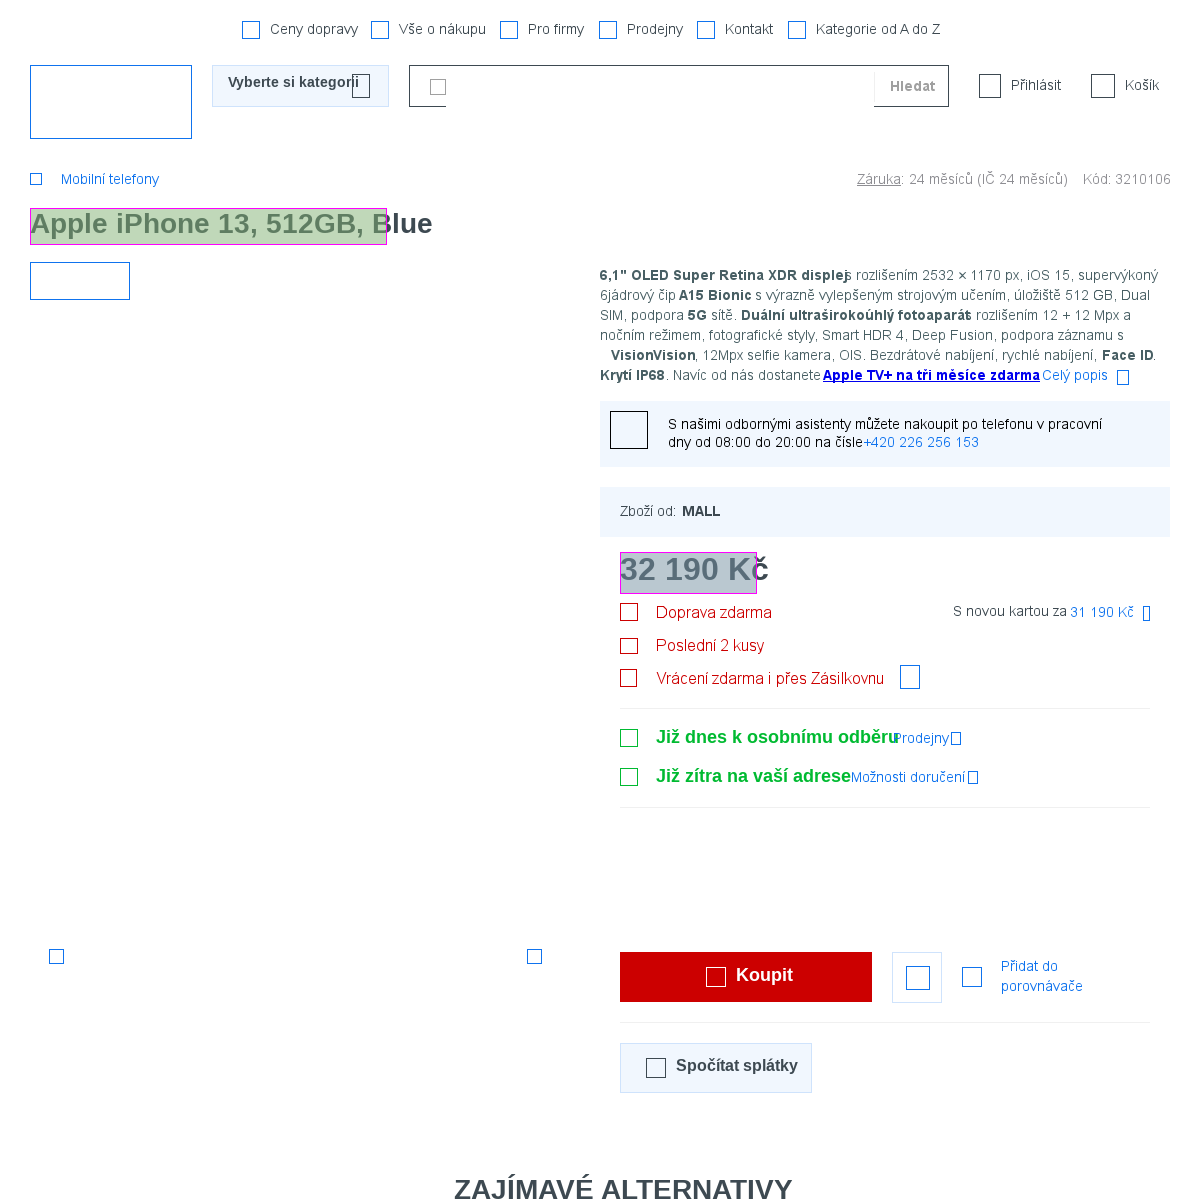 Ceny dopravy Vše o nákupu Pro firmy Prodejny Kontakt Kategorie od A do Z
Vyberte si kategorii Hledat Přihlásit Košík
Mobilní telefony Záruka: 24 měsíců (IČ 24 měsíců) Kód: 3210106
Apple iPhone 13, 512GB, Blue
6,1" OLED Super Retina XDR displej s rozlišením 2532 × 1170 px, iOS 15, supervýkoný
6jádrový čip A15 Bionic s výrazně vylepšeným strojovým učením, úložiště 512 GB, Dual
SIM, podpora 5G sítě. Duální ultraširokoúhlý fotoaparát s rozlišením 12 + 12 Mpx a
nočním režimem, fotografické styly, Smart HDR 4, Deep Fusion, podpora záznamu s
VisionVision, 12Mpx selfie kamera, OIS. Bezdrátové nabíjení, rychlé nabíjení, Face ID.
Krytí IP68. Navíc od nás dostanete Apple TV+ na tři měsíce zdarma Celý popis
S našimi odbornými asistenty můžete nakoupit po telefonu v pracovní
dny od 08:00 do 20:00 na čísle +420 226 256 153
Zboží od: MALL
32 190 Kč
Doprava zdarma S novou kartou za 31 190 Kč
Poslední 2 kusy
Vrácení zdarma i přes Zásilkovnu
Již dnes k osobnímu odběru Prodejny
Již zítra na vaší adrese Možnosti doručení
Koupit
Přidat do
porovnávače
Spočítat splátky
ZAJÍMAVÉ ALTERNATIVY